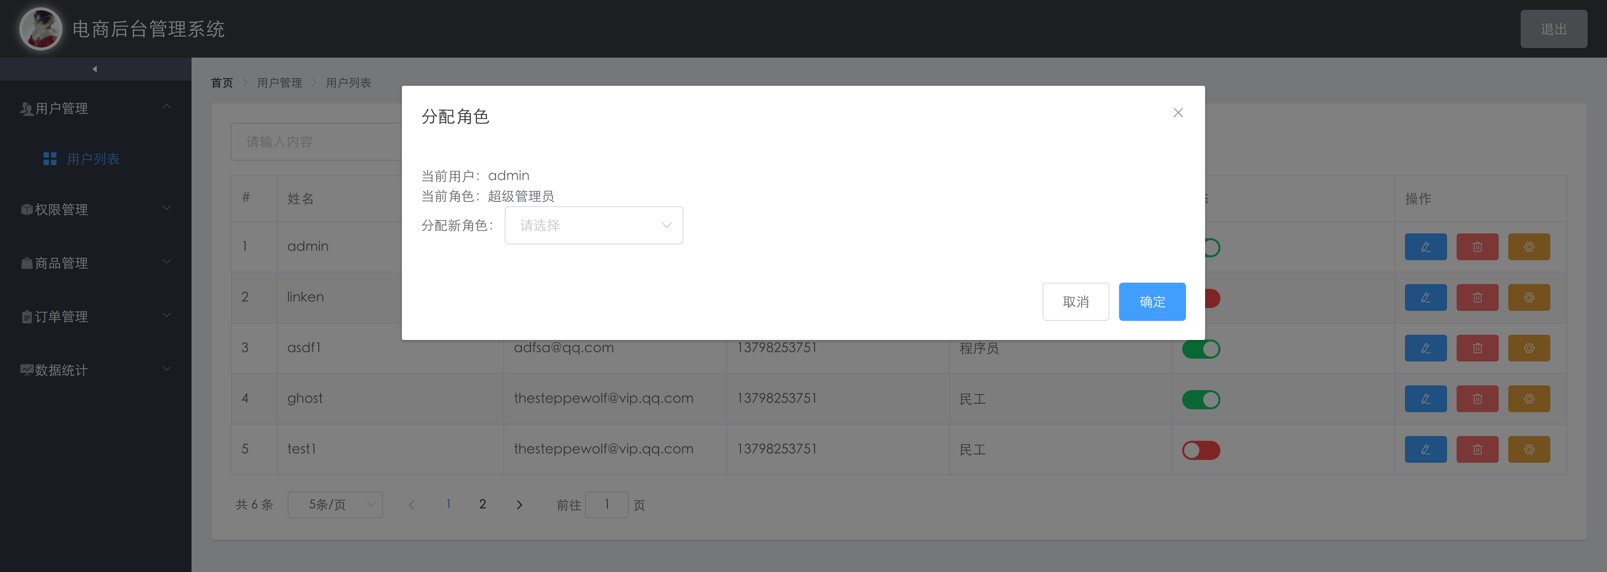 电商后台管理系统
退出
用户管理
用户列表
权限管理
商品管理
订单管理
数据统计
首页 用户管理 用户列表
请输入内容
分配角色
当前用户：admin
当前角色：超级管理员
分配新角色： 请选择
取消 确定
# 姓名 操作
1 admin
2 linken
3 asdf1 adfsa@qq.com 13798253751 程序员
4 ghost thesteppewolf@vip.qq.com 13798253751 民工
5 test1 thesteppewolf@vip.qq.com 13798253751 民工
共 6 条 5条/页 1 2 前往 1 页